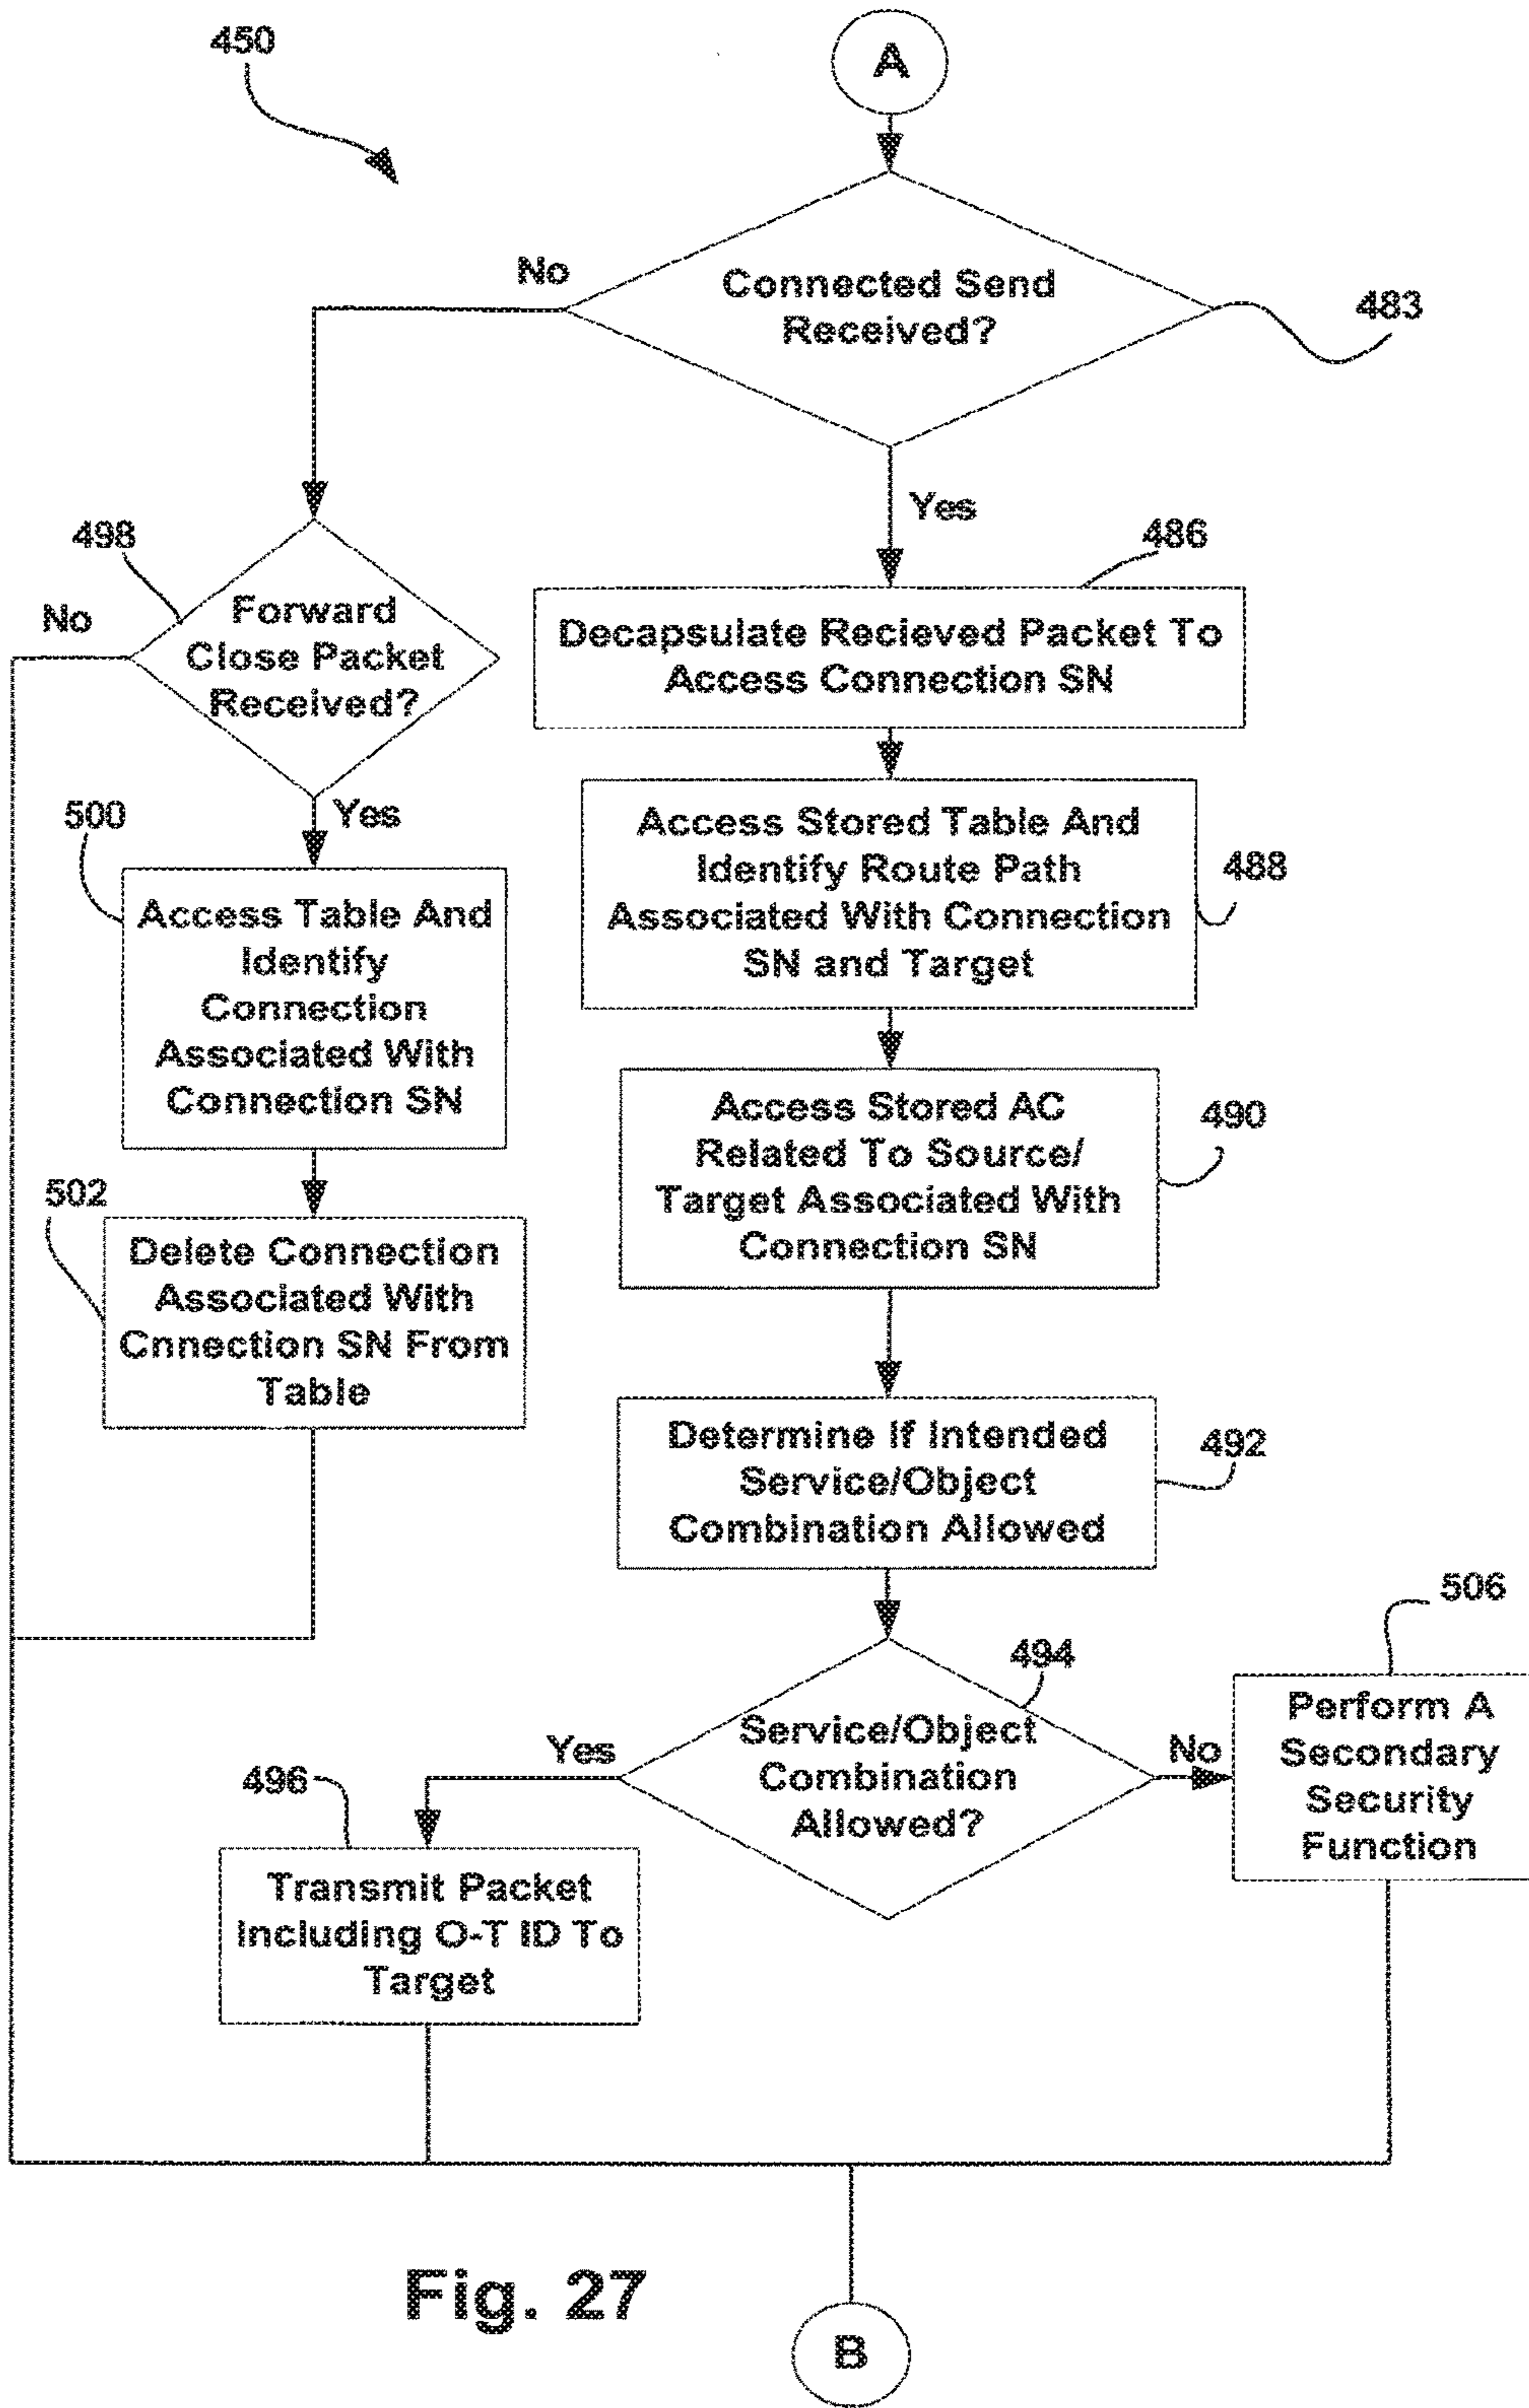 450
A
Connected Send
Received?
483
No
Yes
498
No
Forward
Close Packet
Received?
Yes
486
Decapsulate Recieved Packet To
Access Connection SN
500
Access Table And
Identify
Connection
Associated With
Connection SN
488
Access Stored Table And
Identify Route Path
Associated With Connection
SN and Target
502
Delete Connection
Associated With
Cnnection SN From
Table
490
Access Stored AC
Related To Source/
Target Associated With
Connection SN
492
Determine If Intended
Service/Object
Combination Allowed
494
Service/Object
Combination
Allowed?
Yes
No
506
Perform A
Secondary
Security
Function
496
Transmit Packet
Including O-T ID To
Target
Fig. 27
B